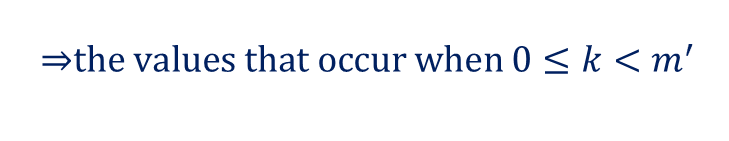 ⇒the values that occur when 0 ≤ k < m′